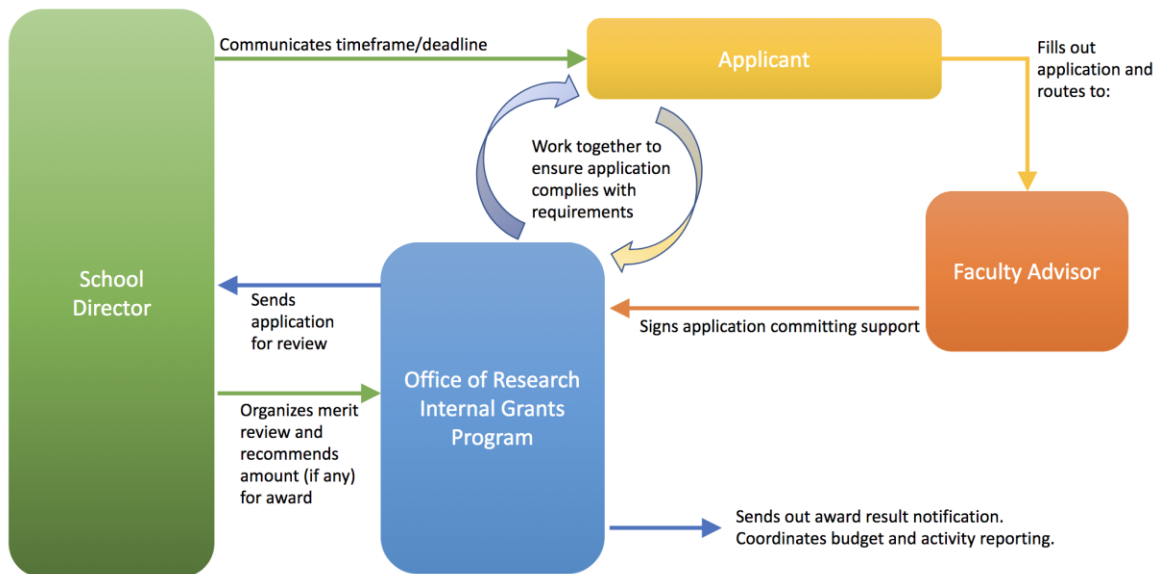 Communicates timeframe/deadline
Applicant
Fills out
application and
routes to:
Work together to
ensure application
complies with
requirements
School
Director
Faculty Advisor
Sends
application
for review
Signs application committing support
Office of Research
Internal Grants
Program
Organizes merit
review and
recommends
amount (if any)
for award
Sends out award result notification.
Coordinates budget and activity reporting.